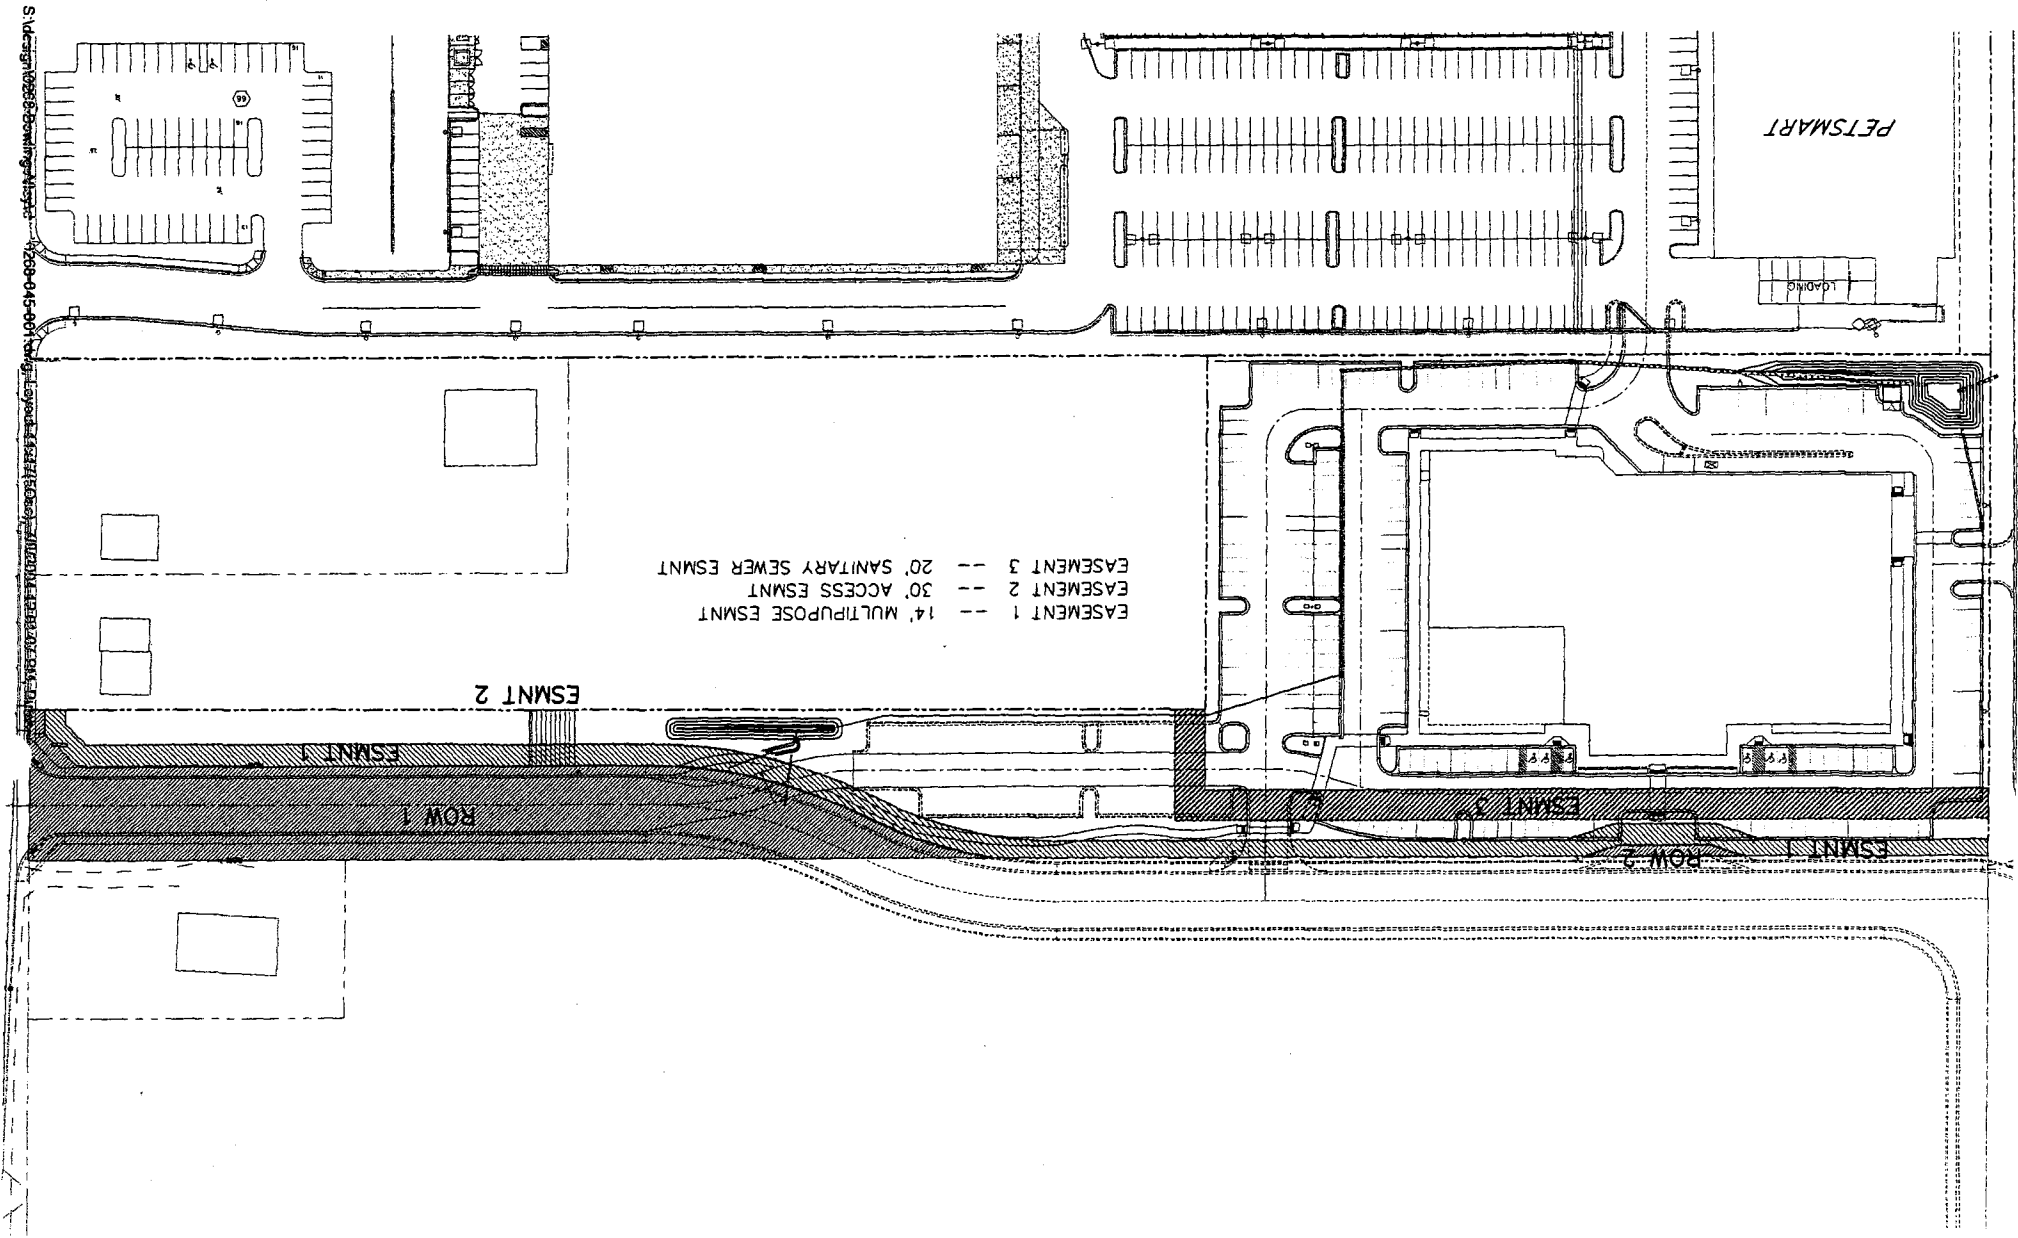 ROW 2
ESMNT 1
ESMNT 3
ROW 1
ESMNT 1
ESMNT 2
EASEMENT 1 -- 14' MULTIPUPOSE ESMNT
EASEMENT 2 -- 30' ACCESS ESMNT
EASEMENT 3 -- 20' SANITARY SEWER ESMNT
LOADING
PETSMART